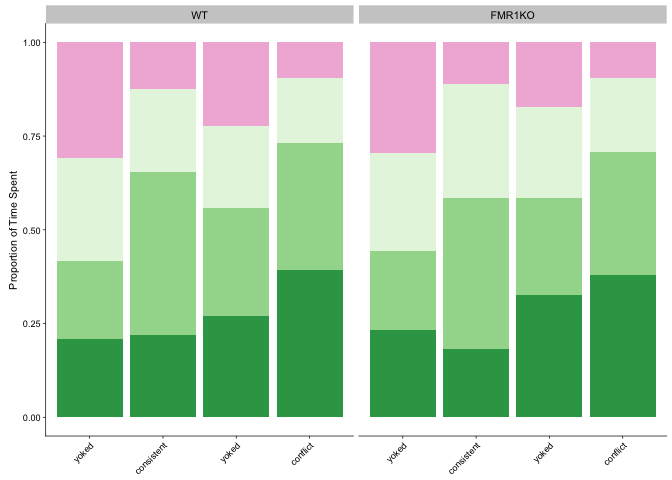 WT FMR1KO
1.00
0.75
0.50
0.25
0.00
Proportion of Time Spent
yoked consistent yoked conflict yoked consistent yoked conflict